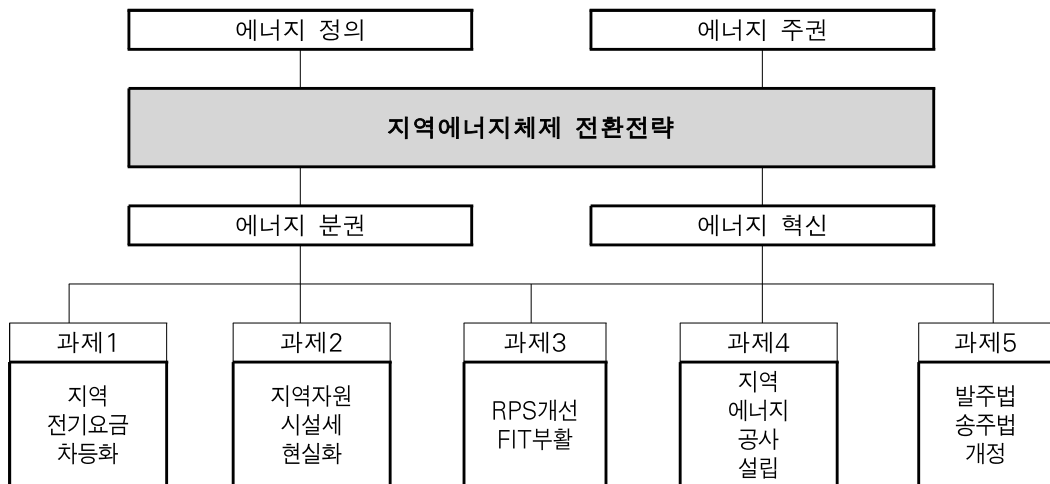 에너지 정의
에너지 주권
지역에너지체제 전환전략
에너지 분권
에너지 혁신
과제1
과제2
과제3
과제4
과제5
지역
전기요금
차등화
지역자원
시설세
현실화
RPS개선
FIT부활
지역
에너지
공사
설립
발주법
송주법
개정